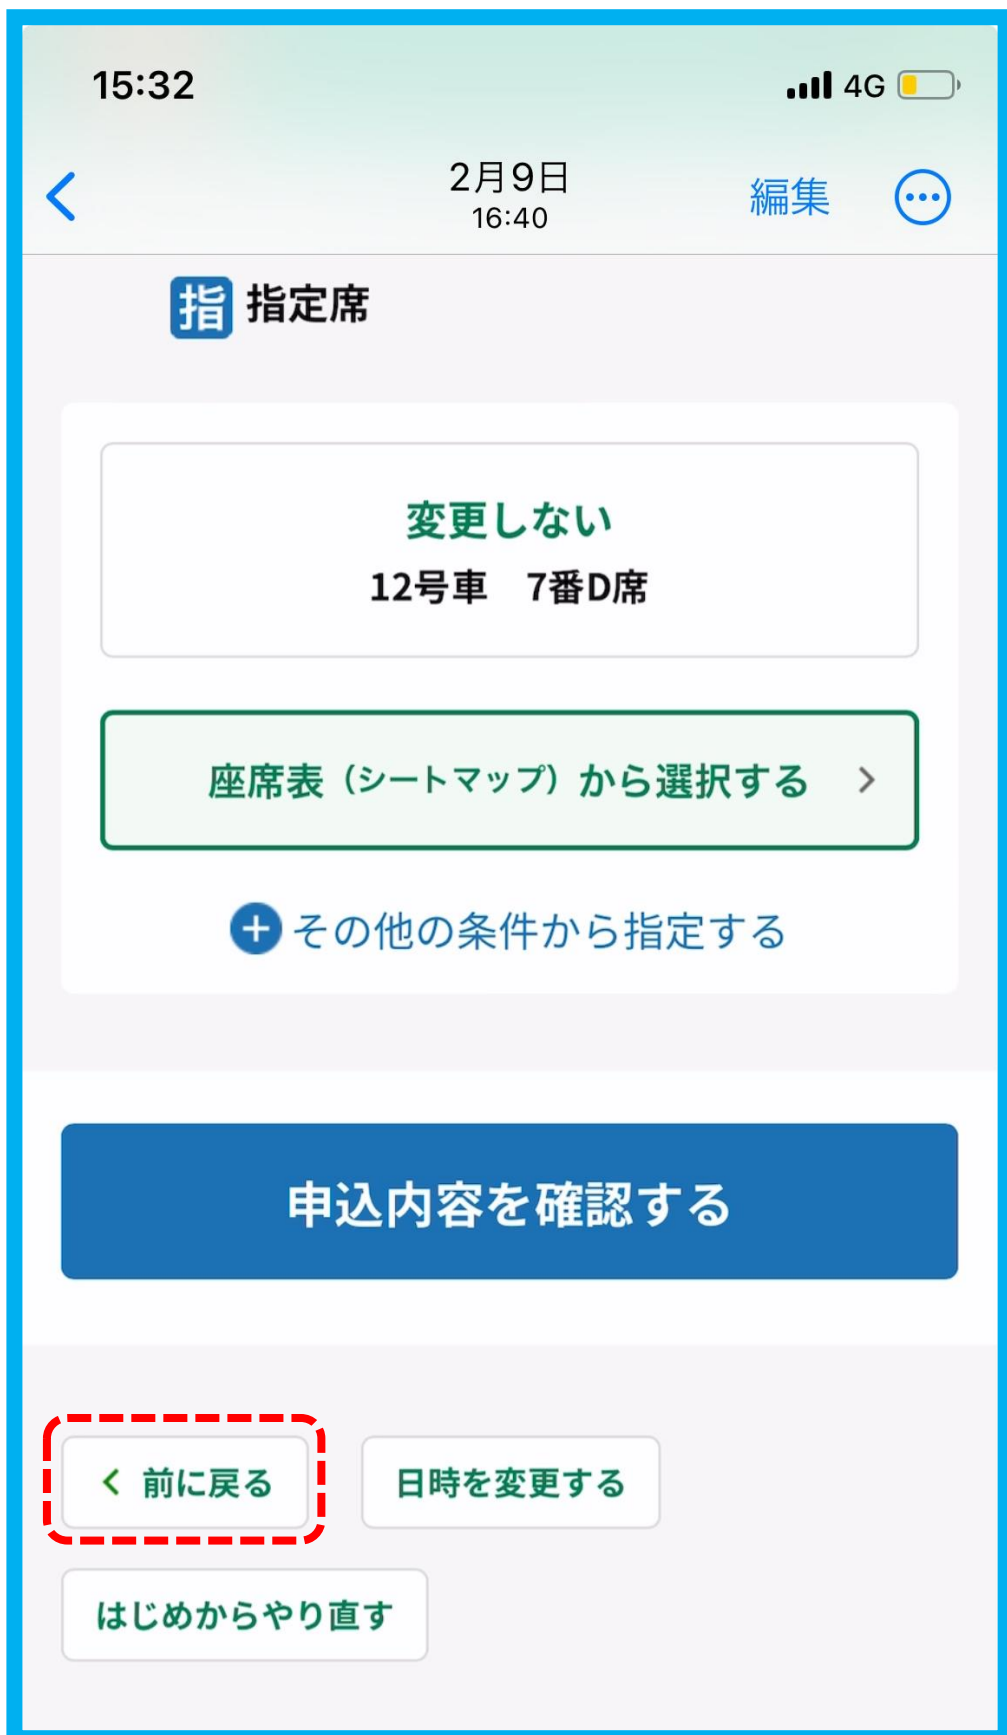 15:32 4G
2月9日
16:40
編集
指 指定席
変更しない
12号車 7番D席
座席表（シートマップ）から選択する
その他の条件から指定する
申込内容を確認する
前に戻る
日時を変更する
はじめからやり直す